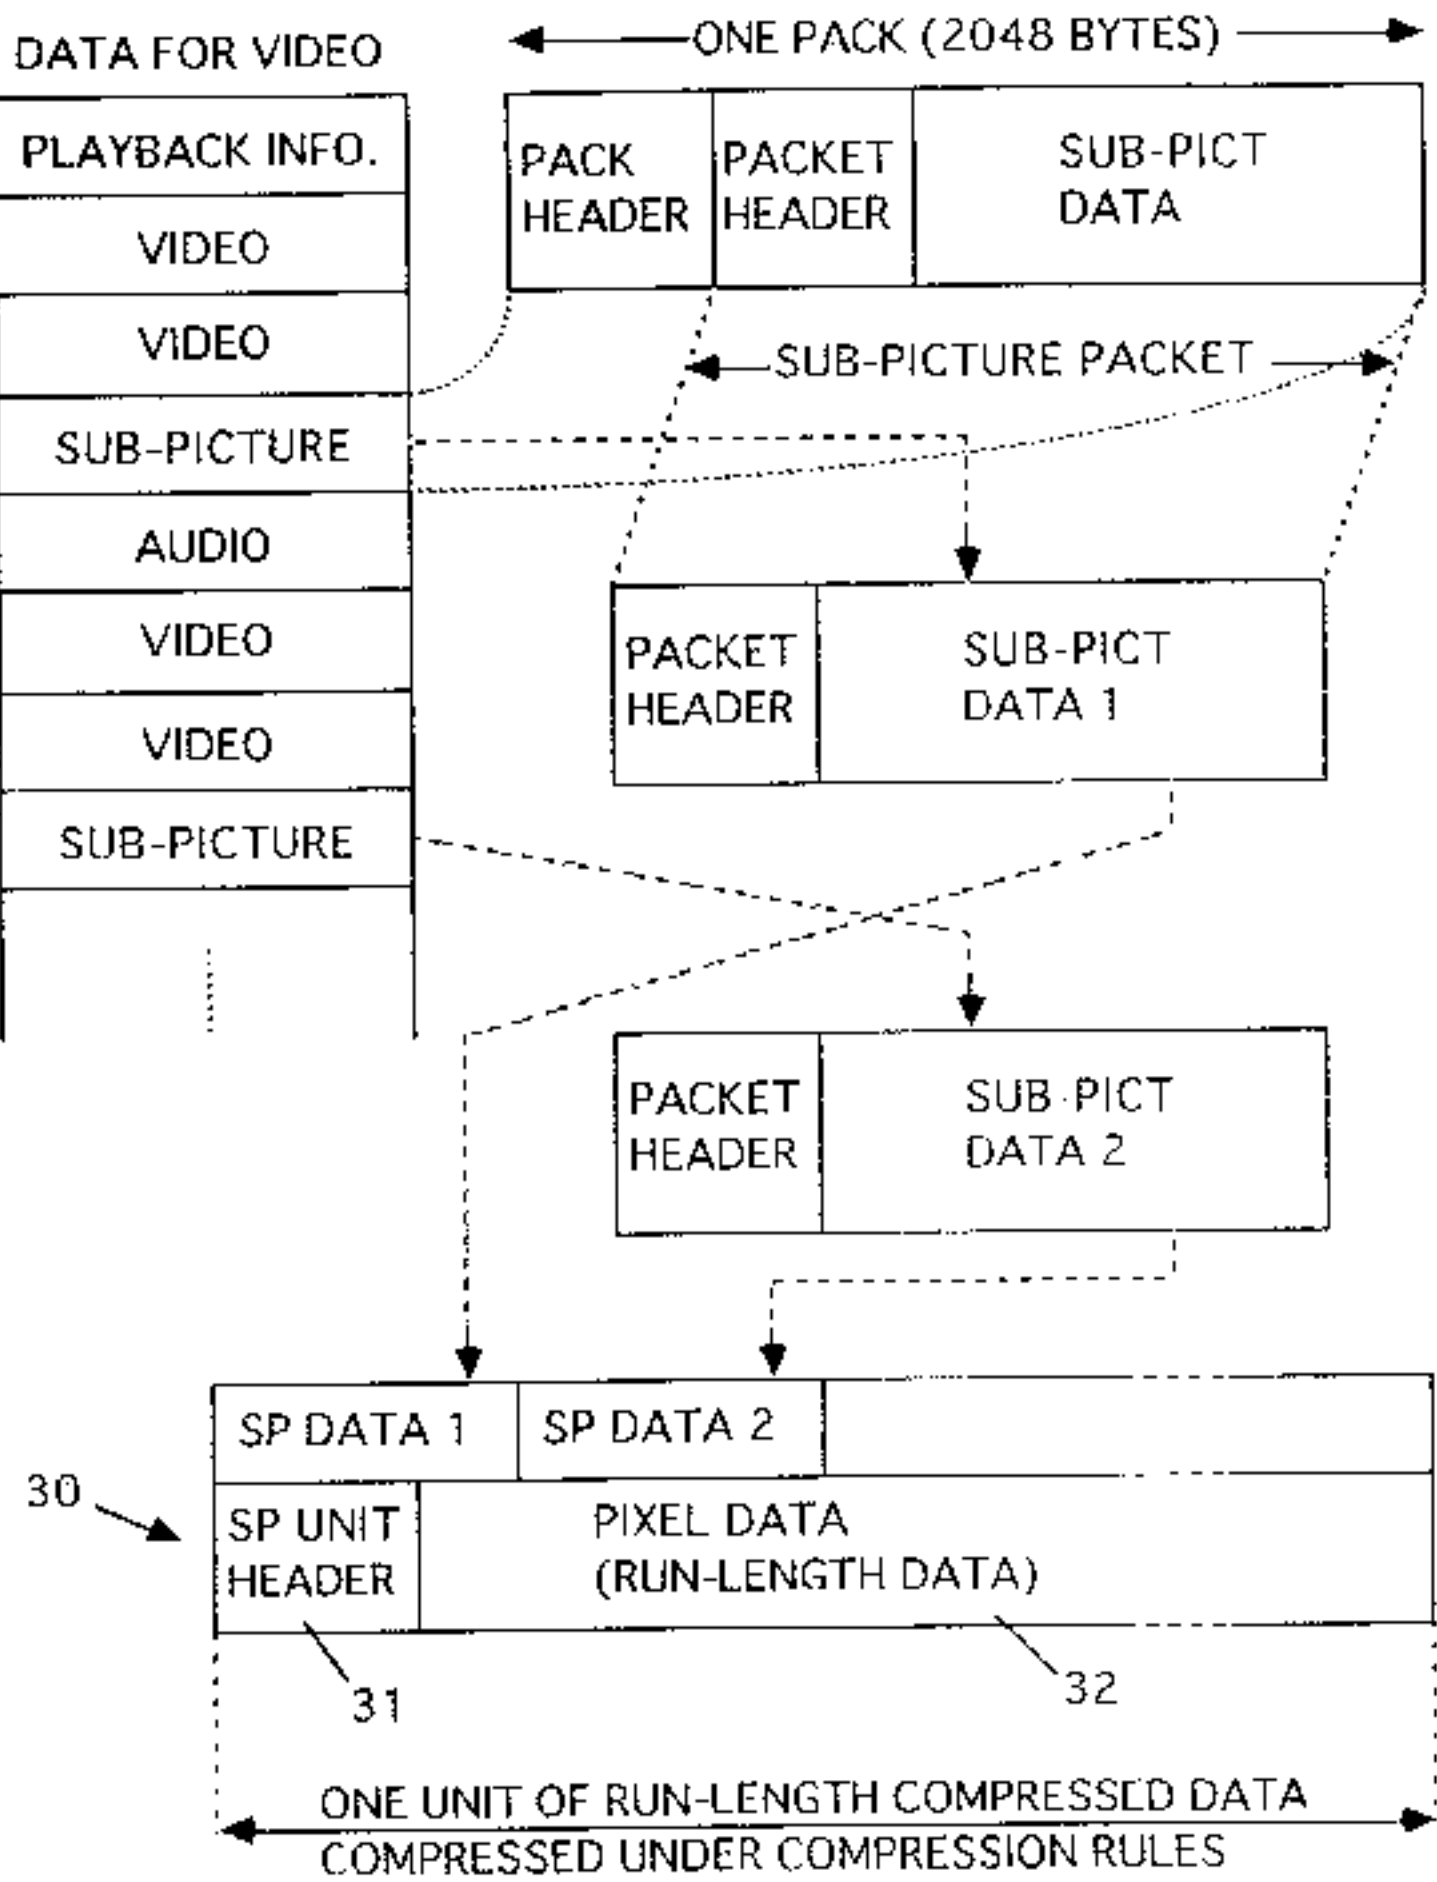 DATA FOR VIDEO
PLAYBACK INFO.
VIDEO
VIDEO
SUB-PICTURE
AUDIO
VIDEO
VIDEO
SUB-PICTURE
ONE PACK (2048 BYTES)
PACK
HEADER
PACKET
HEADER
SUB-PICT
DATA
SUB-PICTURE PACKET
PACKET
HEADER
SUB-PICT
DATA 1
PACKET
HEADER
SUB-PICT
DATA 2
SP DATA 1
SP DATA 2
30
SP UNIT
HEADER
PIXEL DATA
(RUN-LENGTH DATA)
31
32
ONE UNIT OF RUN-LENGTH COMPRESSED DATA
COMPRESSED UNDER COMPRESSION RULES